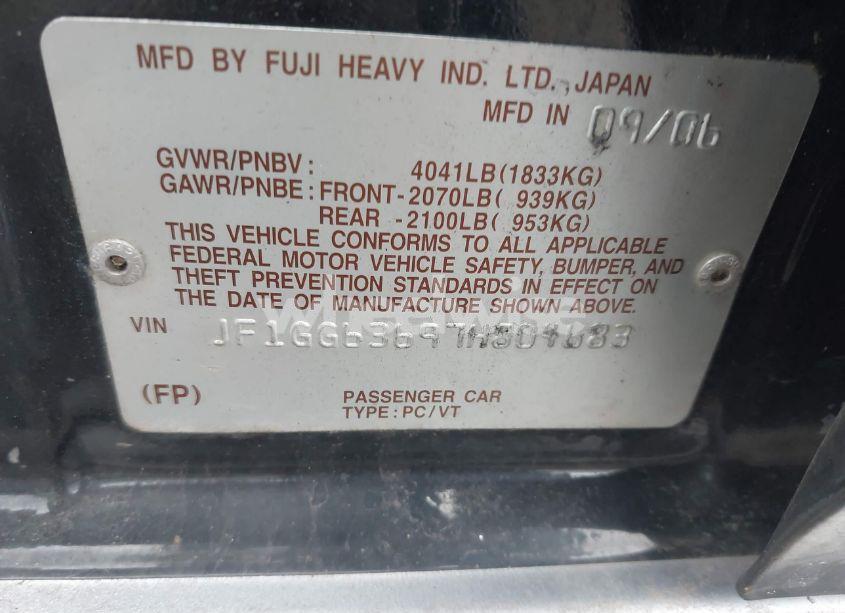 MFD BY FUJI HEAVY IND. LTD., JAPAN
MFD IN 09/06
GVWR/PNBV: 4041LB(1833KG)
GAWR/PNBE: FRONT-2070LB( 939KG)
REAR -2100LB( 953KG)
THIS VEHICLE CONFORMS TO ALL APPLICABLE
FEDERAL MOTOR VEHICLE SAFETY, BUMPER, AND
THEFT PREVENTION STANDARDS IN EFFECT ON
THE DATE OF MANUFACTURE SHOWN ABOVE.
VIN JF1GG63697H804683
(FP) PASSENGER CAR
TYPE: PC/VT